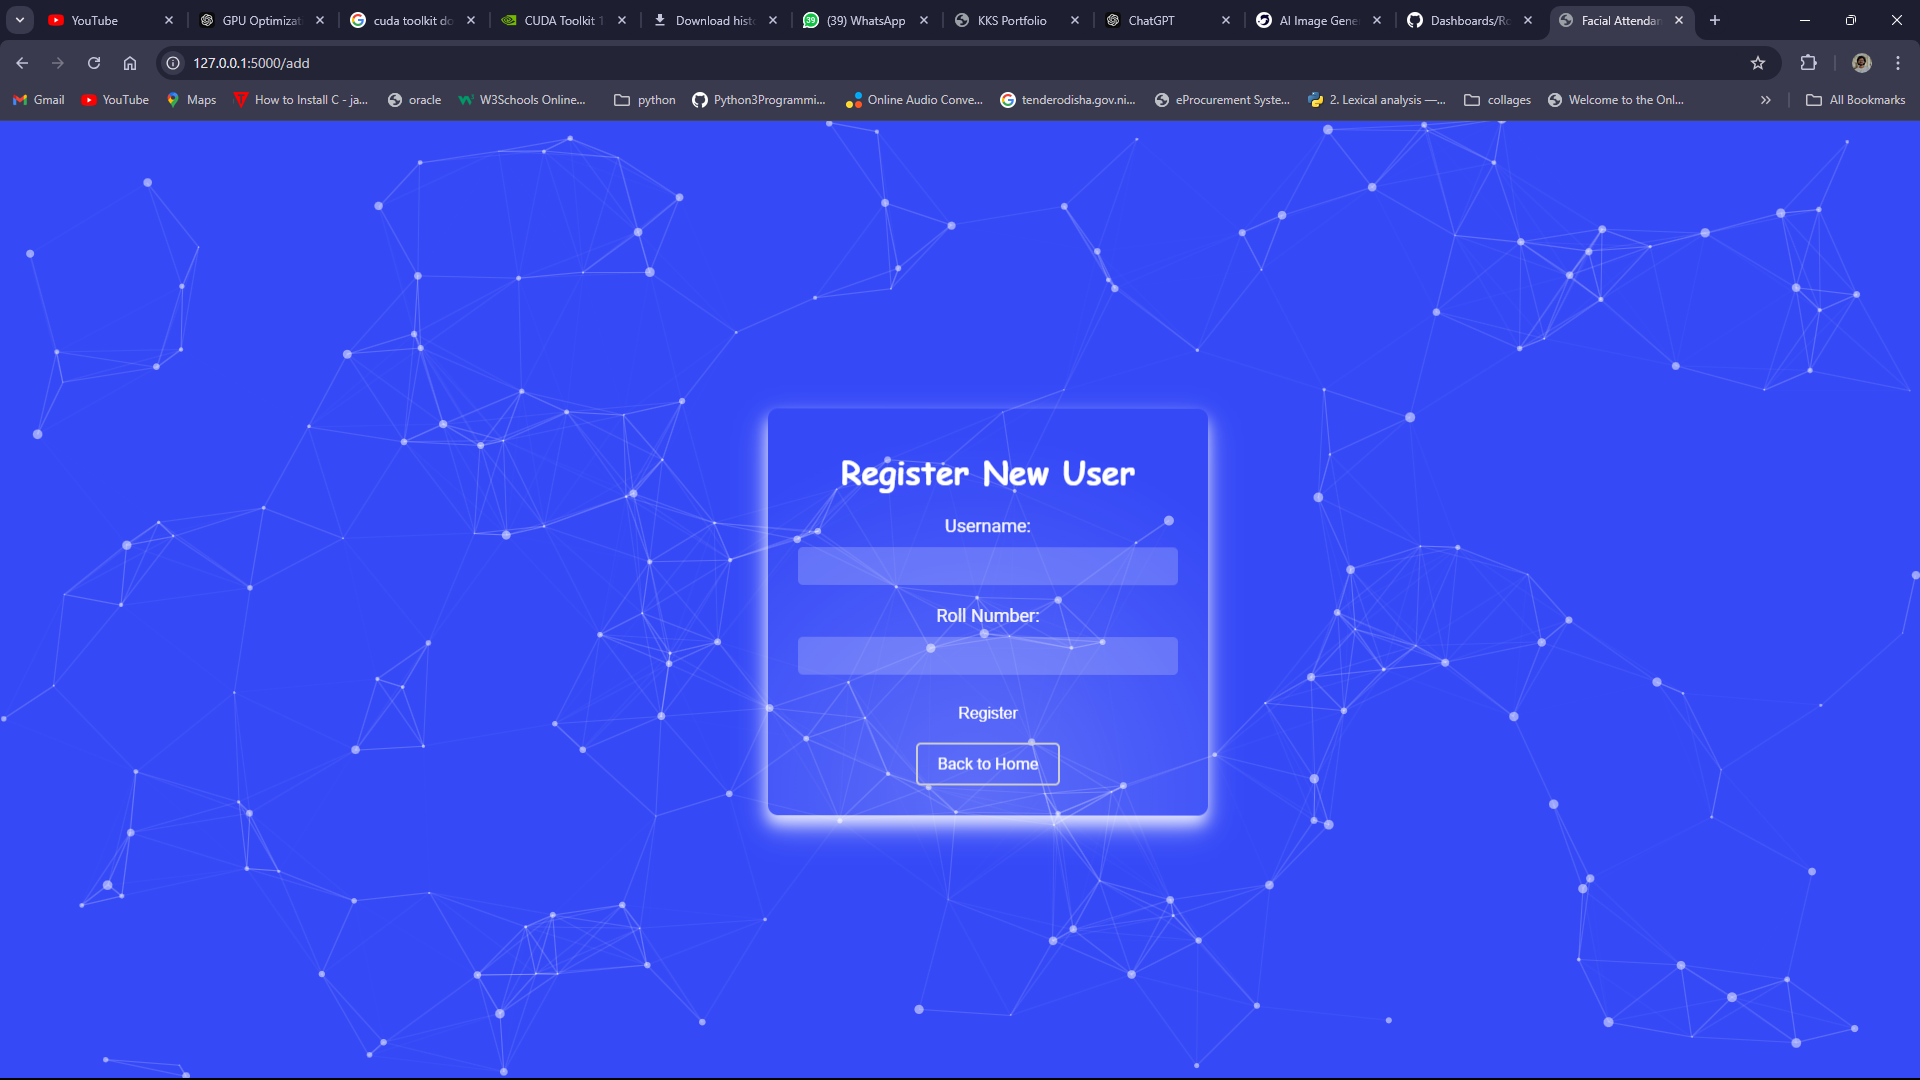 YouTube
GPU Optimizat
cuda toolkit do
CUDA Toolkit 1
Download histo
(39) WhatsApp
KKS Portfolio
ChatGPT
AI Image Gene
Dashboards/Ro
Facial Attendan
127.0.0.1:5000/add
Gmail
YouTube
Maps
How to Install C - ja...
oracle
W3Schools Online...
python
Python3Programmi...
Online Audio Conve...
tenderodisha.gov.ni...
eProcurement Syste...
2. Lexical analysis —...
collages
Welcome to the Onl...
All Bookmarks
Register New User
Username:
Roll Number:
Register
Back to Home